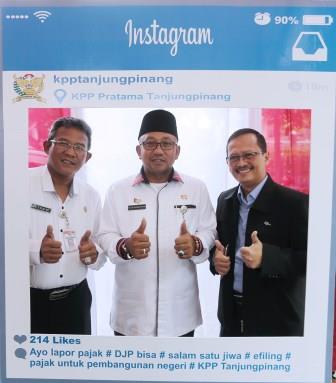 90%
Instagram
kpptanjungpinang
KPP Pratama Tanjungpinang
214 Likes
Ayo lapor pajak # DJP bisa # salam satu jiwa # efiling #
pajak untuk pembangunan negeri # KPP Tanjungpinang